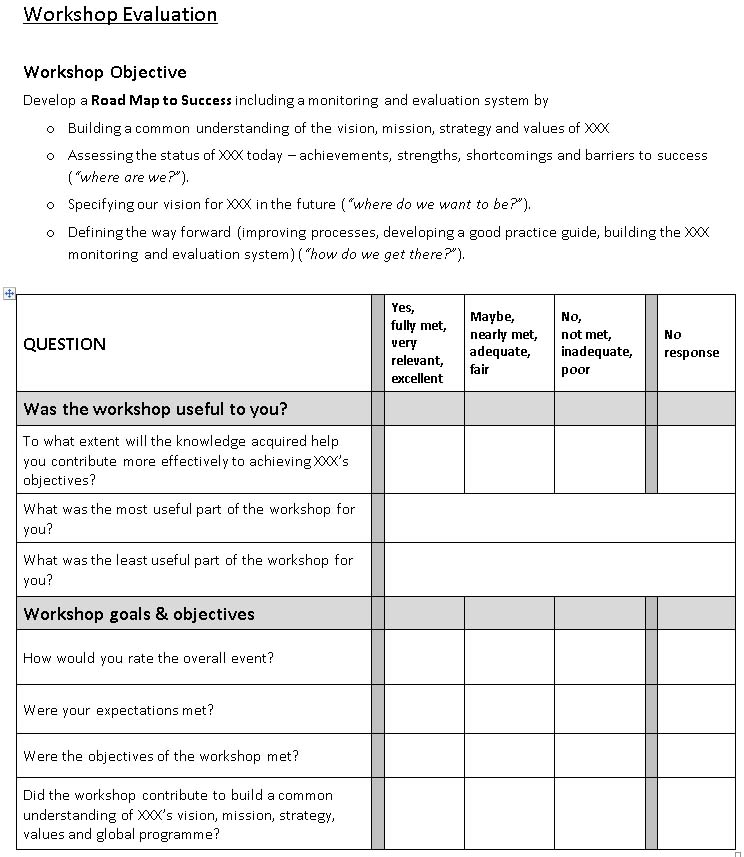 Workshop Evaluation
Workshop Objective
Develop a Road Map to Success including a monitoring and evaluation system by
o Building a common understanding of the vision, mission, strategy and values of XXX
o Assessing the status of XXX today – achievements, strengths, shortcomings and barriers to success
("where are we?").
o Specifying our vision for XXX in the future ("where do we want to be?").
o Defining the way forward (improving processes, developing a good practice guide, building the XXX
monitoring and evaluation system) ("how do we get there?").
QUESTION
Yes,
fully met,
very
relevant,
excellent
Maybe,
nearly met,
adequate,
fair
No,
not met,
inadequate,
poor
No
response
Was the workshop useful to you?
To what extent will the knowledge acquired help
you contribute more effectively to achieving XXX's
objectives?
What was the most useful part of the workshop for
you?
What was the least useful part of the workshop for
you?
Workshop goals & objectives
How would you rate the overall event?
Were your expectations met?
Were the objectives of the workshop met?
Did the workshop contribute to build a common
understanding of XXX's vision, mission, strategy,
values and global programme?